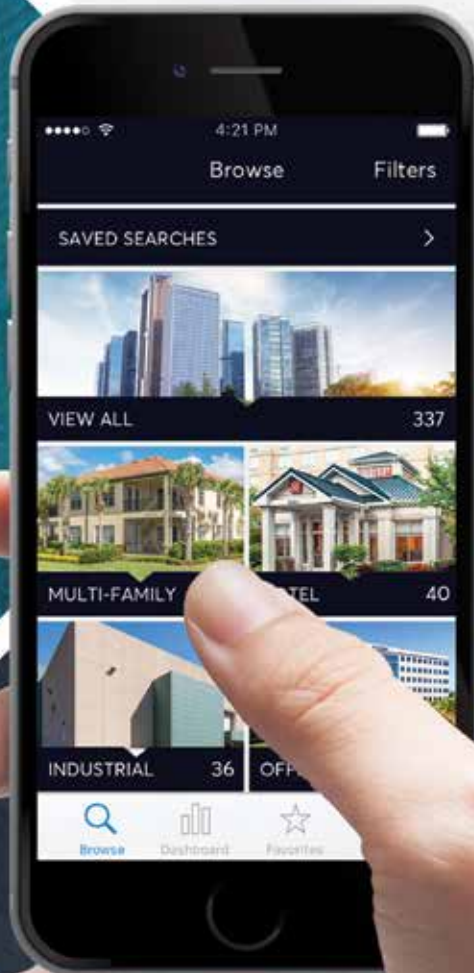 4:21 PM
Browse Filters
SAVED SEARCHES >
VIEW ALL 337
MULTI-FAMILY
40
INDUSTRIAL 36
Browse Dashboard Favorites